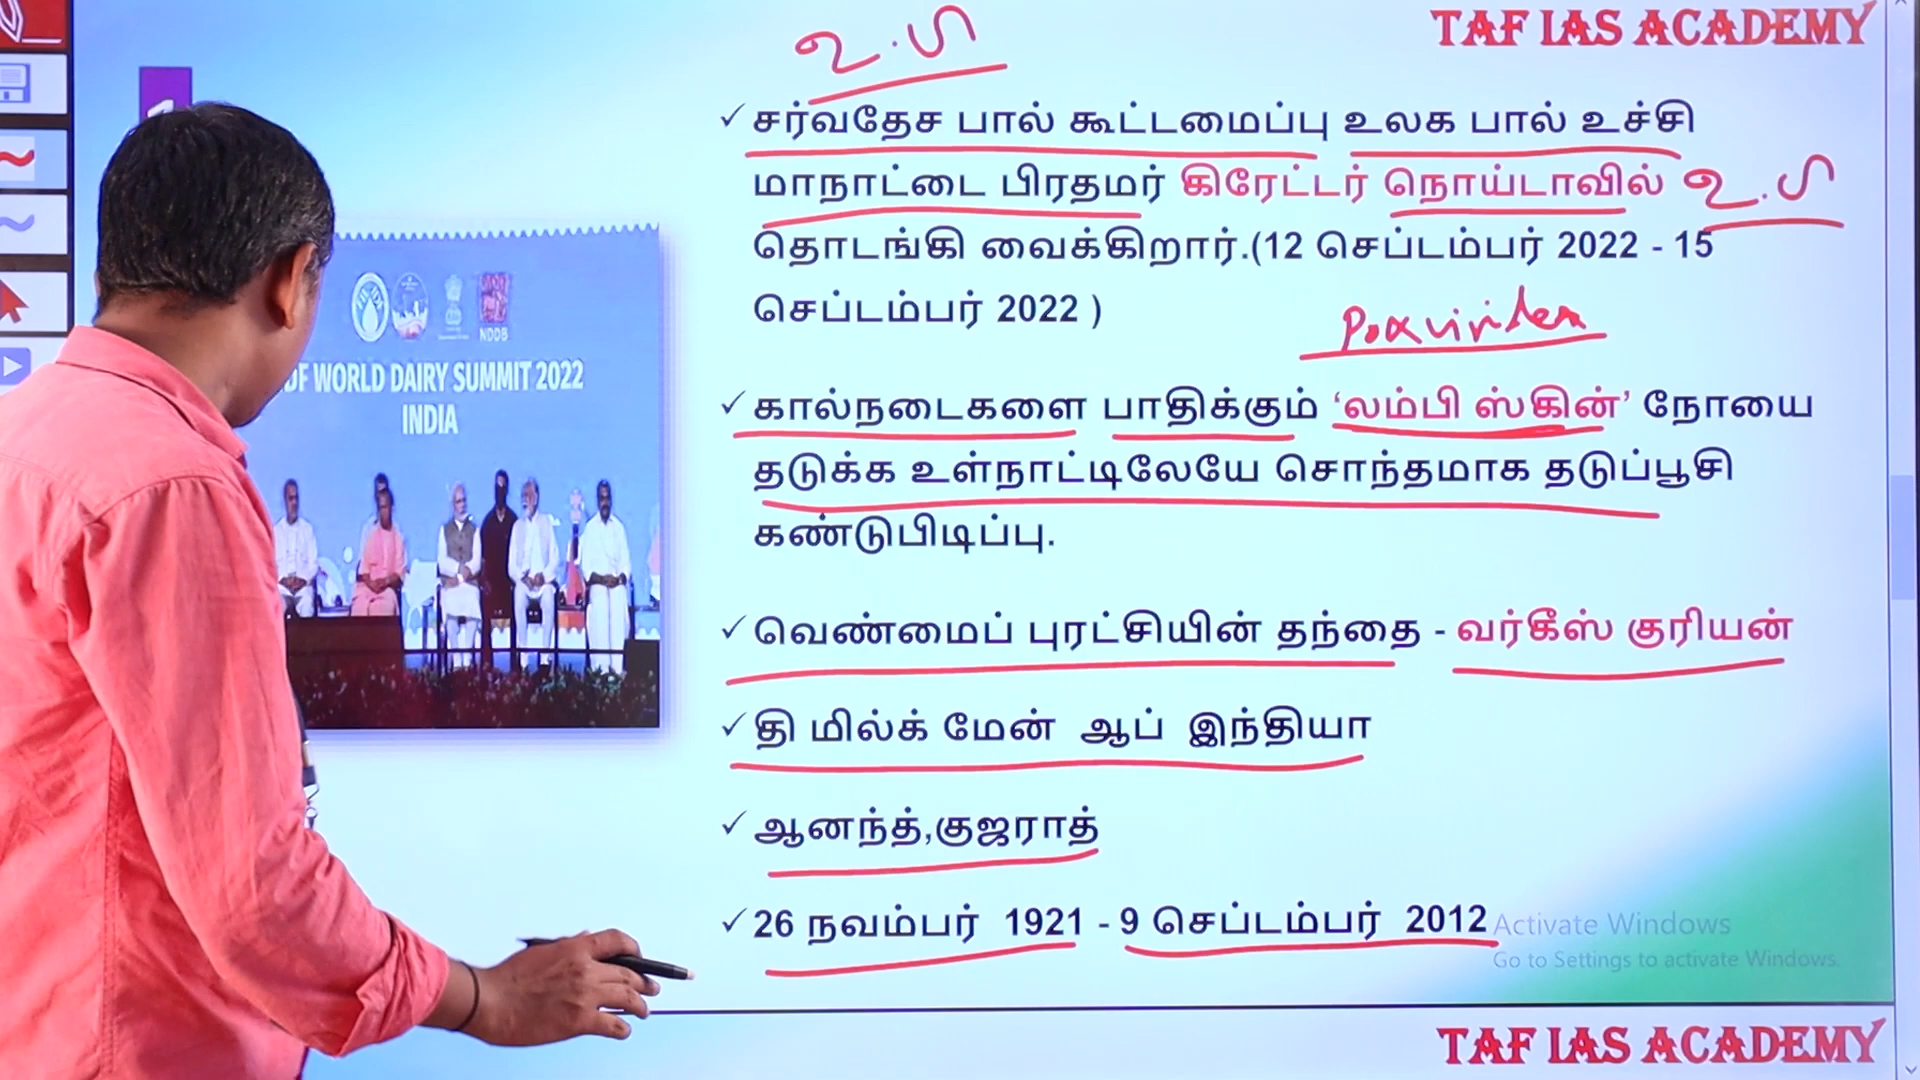 TAF IAS ACADEMY
உ.பி
சர்வதேச பால் கூட்டமைப்பு உலக பால் உச்சி
மாநாட்டை பிரதமர் கிரேட்டர் நொய்டாவில் உ.பி
தொடங்கி வைக்கிறார்.(12 செப்டம்பர் 2022 - 15
செப்டம்பர் 2022 )
கால்நடைகளை பாதிக்கும் ‘லம்பி ஸ்கின்’ நோயை
தடுக்க உள்நாட்டிலேயே சொந்தமாக தடுப்பூசி
கண்டுபிடிப்பு.
வெண்மைப் புரட்சியின் தந்தை - வர்கீஸ் குரியன்
தி மில்க் மேன் ஆப் இந்தியா
ஆனந்த்,குஜராத்
26 நவம்பர் 1921 - 9 செப்டம்பர் 2012
NDDB
DF WORLD DAIRY SUMMIT 2022
INDIA
Activate Windows
Go to Settings to activate Windows.
TAF IAS ACADEMY